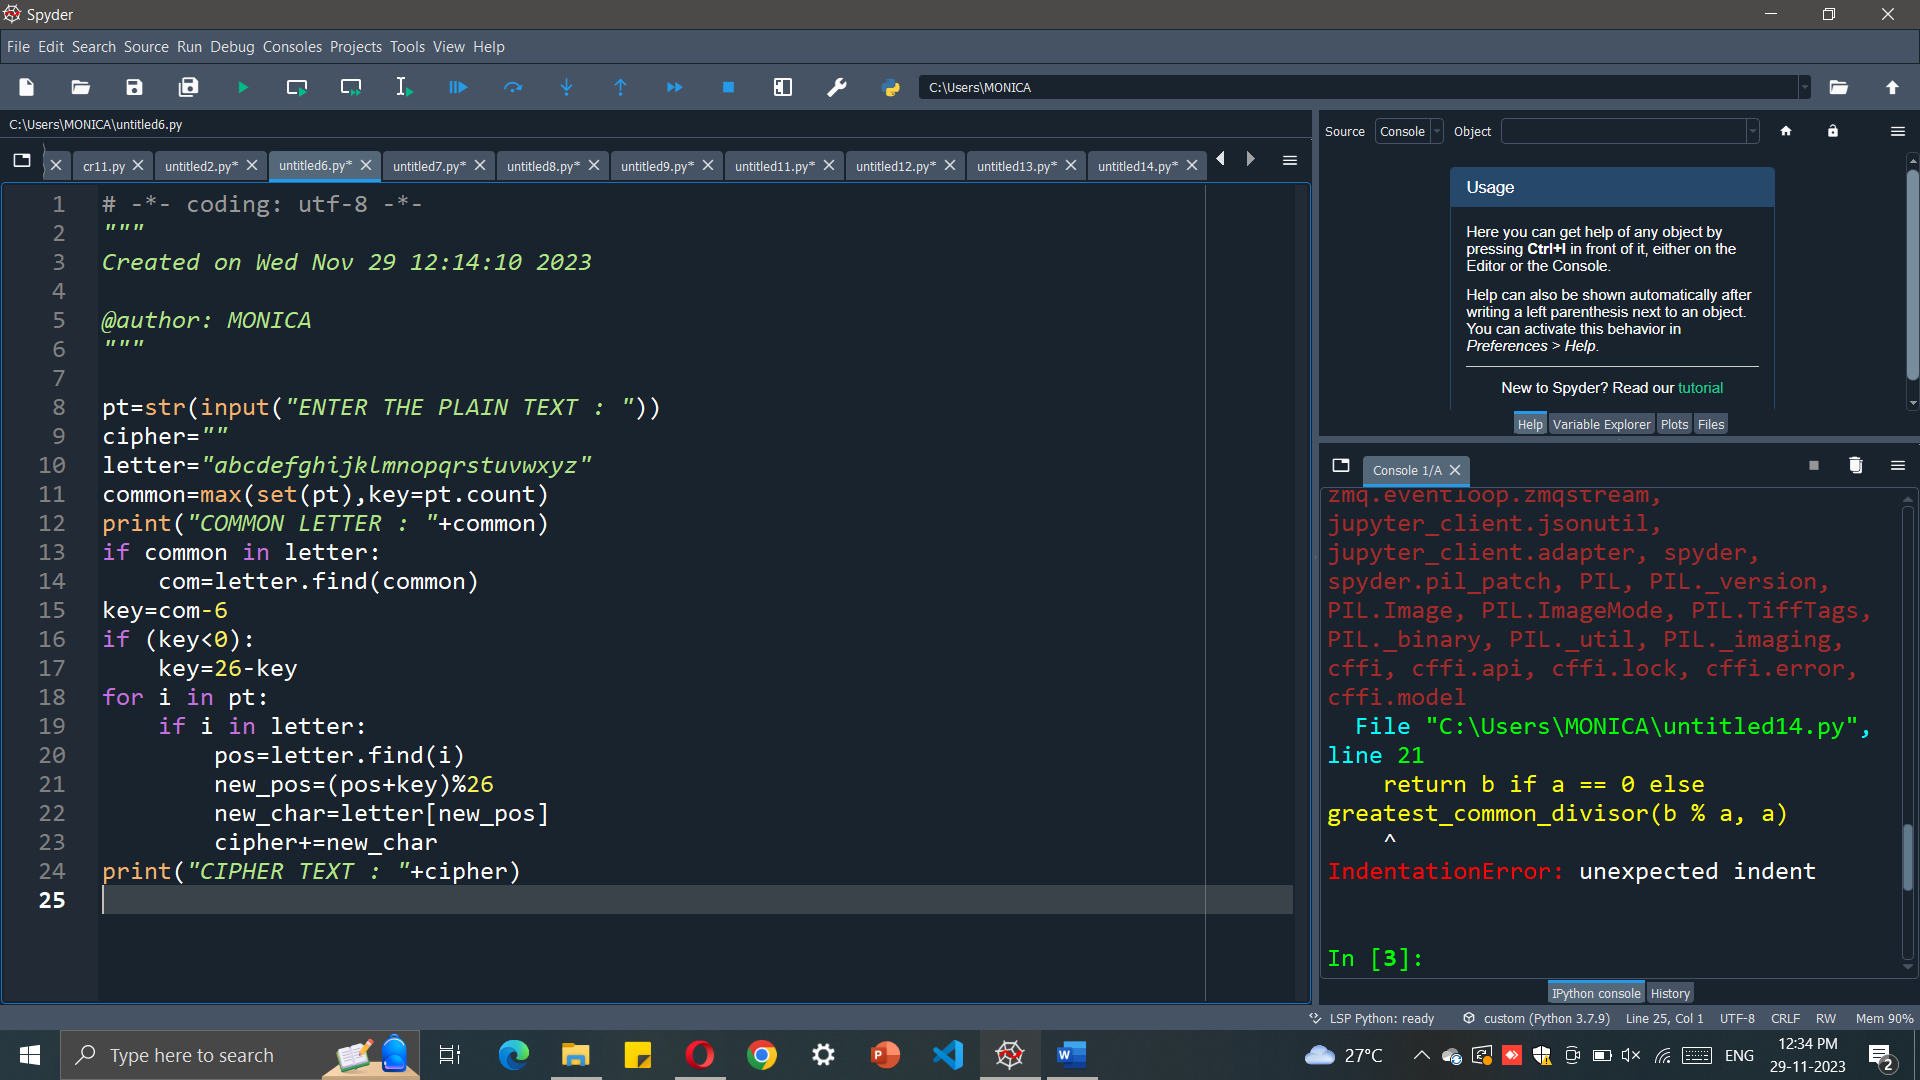 Spyder
File Edit Search Source Run Debug Consoles Projects Tools View Help
C:\Users\MONICA
C:\Users\MONICA\untitled6.py
cr11.py untitled2.py* untitled6.py* untitled7.py* untitled8.py* untitled9.py* untitled11.py* untitled12.py* untitled13.py* untitled14.py*
1 # -*- coding: utf-8 -*-
2 """
3 Created on Wed Nov 29 12:14:10 2023
4
5 @author: MONICA
6 """
7
8 pt=str(input("ENTER THE PLAIN TEXT : "))
9 cipher=""
10 letter="abcdefghijklmnopqrstuvwxyz"
11 common=max(set(pt),key=pt.count)
12 print("COMMON LETTER : "+common)
13 if common in letter:
14     com=letter.find(common)
15 key=com-6
16 if (key<0):
17     key=26-key
18 for i in pt:
19     if i in letter:
20         pos=letter.find(i)
21         new_pos=(pos+key)%26
22         new_char=letter[new_pos]
23         cipher+=new_char
24 print("CIPHER TEXT : "+cipher)
25
Source Console Object
Usage
Here you can get help of any object by
pressing Ctrl+I in front of it, either on the
Editor or the Console.
Help can also be shown automatically after
writing a left parenthesis next to an object.
You can activate this behavior in
Preferences > Help.
New to Spyder? Read our tutorial
Help Variable Explorer Plots Files
Console 1/A
zmq.eventloop.zmqstream,
jupyter_client.jsonutil,
jupyter_client.adapter, spyder,
spyder.pil_patch, PIL, PIL._version,
PIL.Image, PIL.ImageMode, PIL.TiffTags,
PIL._binary, PIL._util, PIL._imaging,
cffi, cffi.api, cffi.lock, cffi.error,
cffi.model
  File "C:\Users\MONICA\untitled14.py",
line 21
    return b if a == 0 else
greatest_common_divisor(b % a, a)
    ^
IndentationError: unexpected indent
In [3]:
IPython console History
LSP Python: ready custom (Python 3.7.9) Line 25, Col 1 UTF-8 CRLF RW Mem 90%
Type here to search
27°C
ENG
12:34 PM
29-11-2023
2